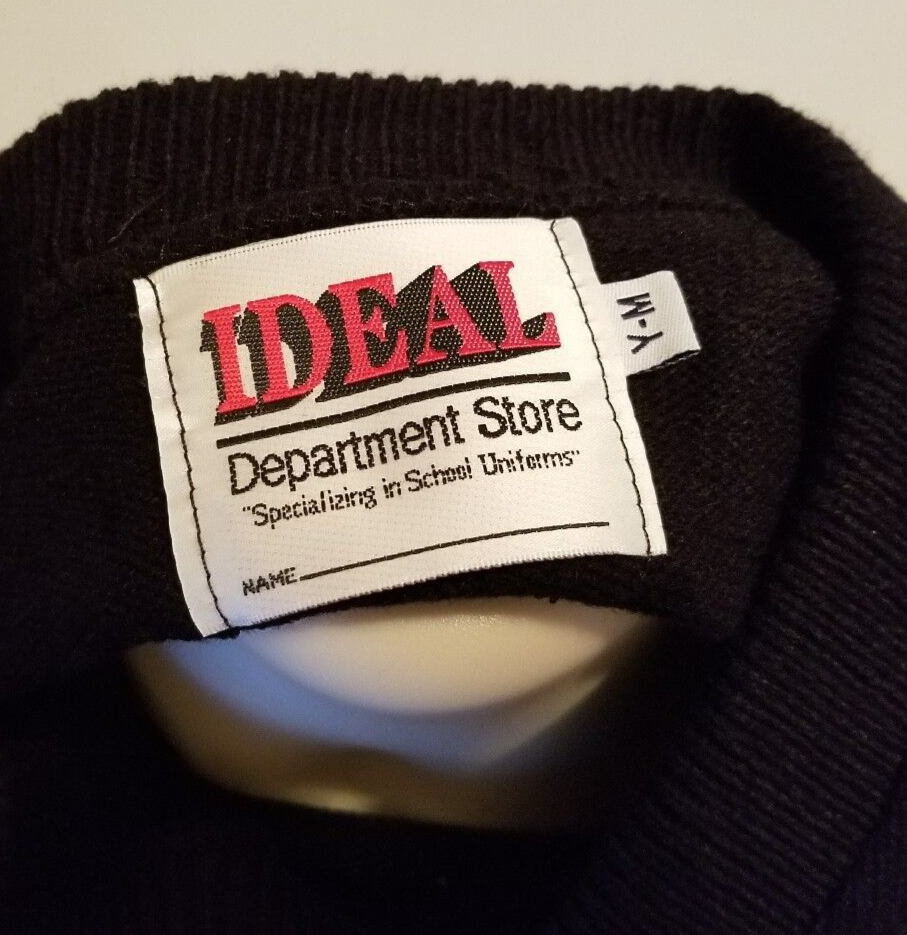 IDEAL
Department Store
"Specializing in School Uniforms"
NAME
Y-M